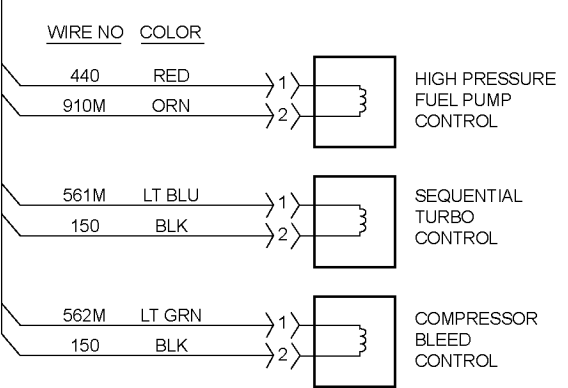 WIRE NO COLOR
440 RED 1
910M ORN 2
HIGH PRESSURE
FUEL PUMP
CONTROL
561M LT BLU 1
150 BLK 2
SEQUENTIAL
TURBO
CONTROL
562M LT GRN 1
150 BLK 2
COMPRESSOR
BLEED
CONTROL